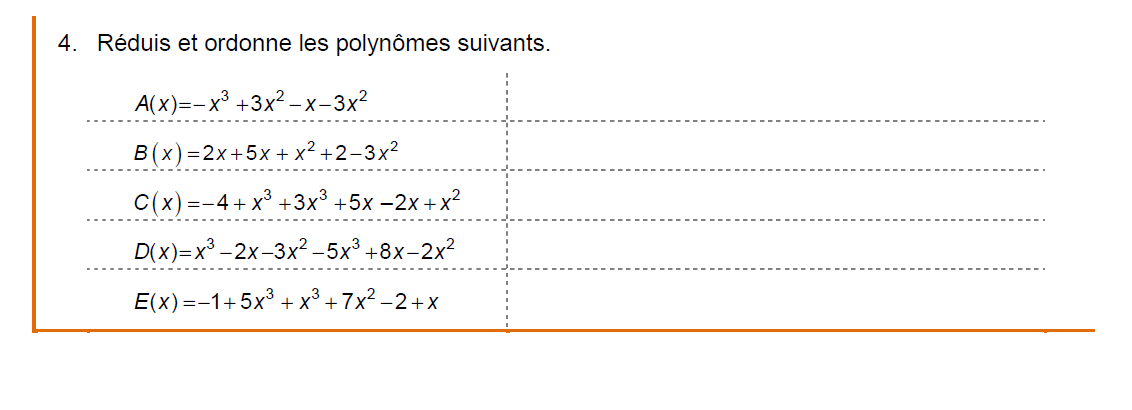 4. Réduis et ordonne les polynômes suivants.
A(x)=−x³+3x²−x−3x²
B(x)=2x+5x+x²+2−3x²
C(x)=−4+x³+3x³+5x−2x+x²
D(x)=x³−2x−3x²−5x³+8x−2x²
E(x)=−1+5x³+x³+7x²−2+x